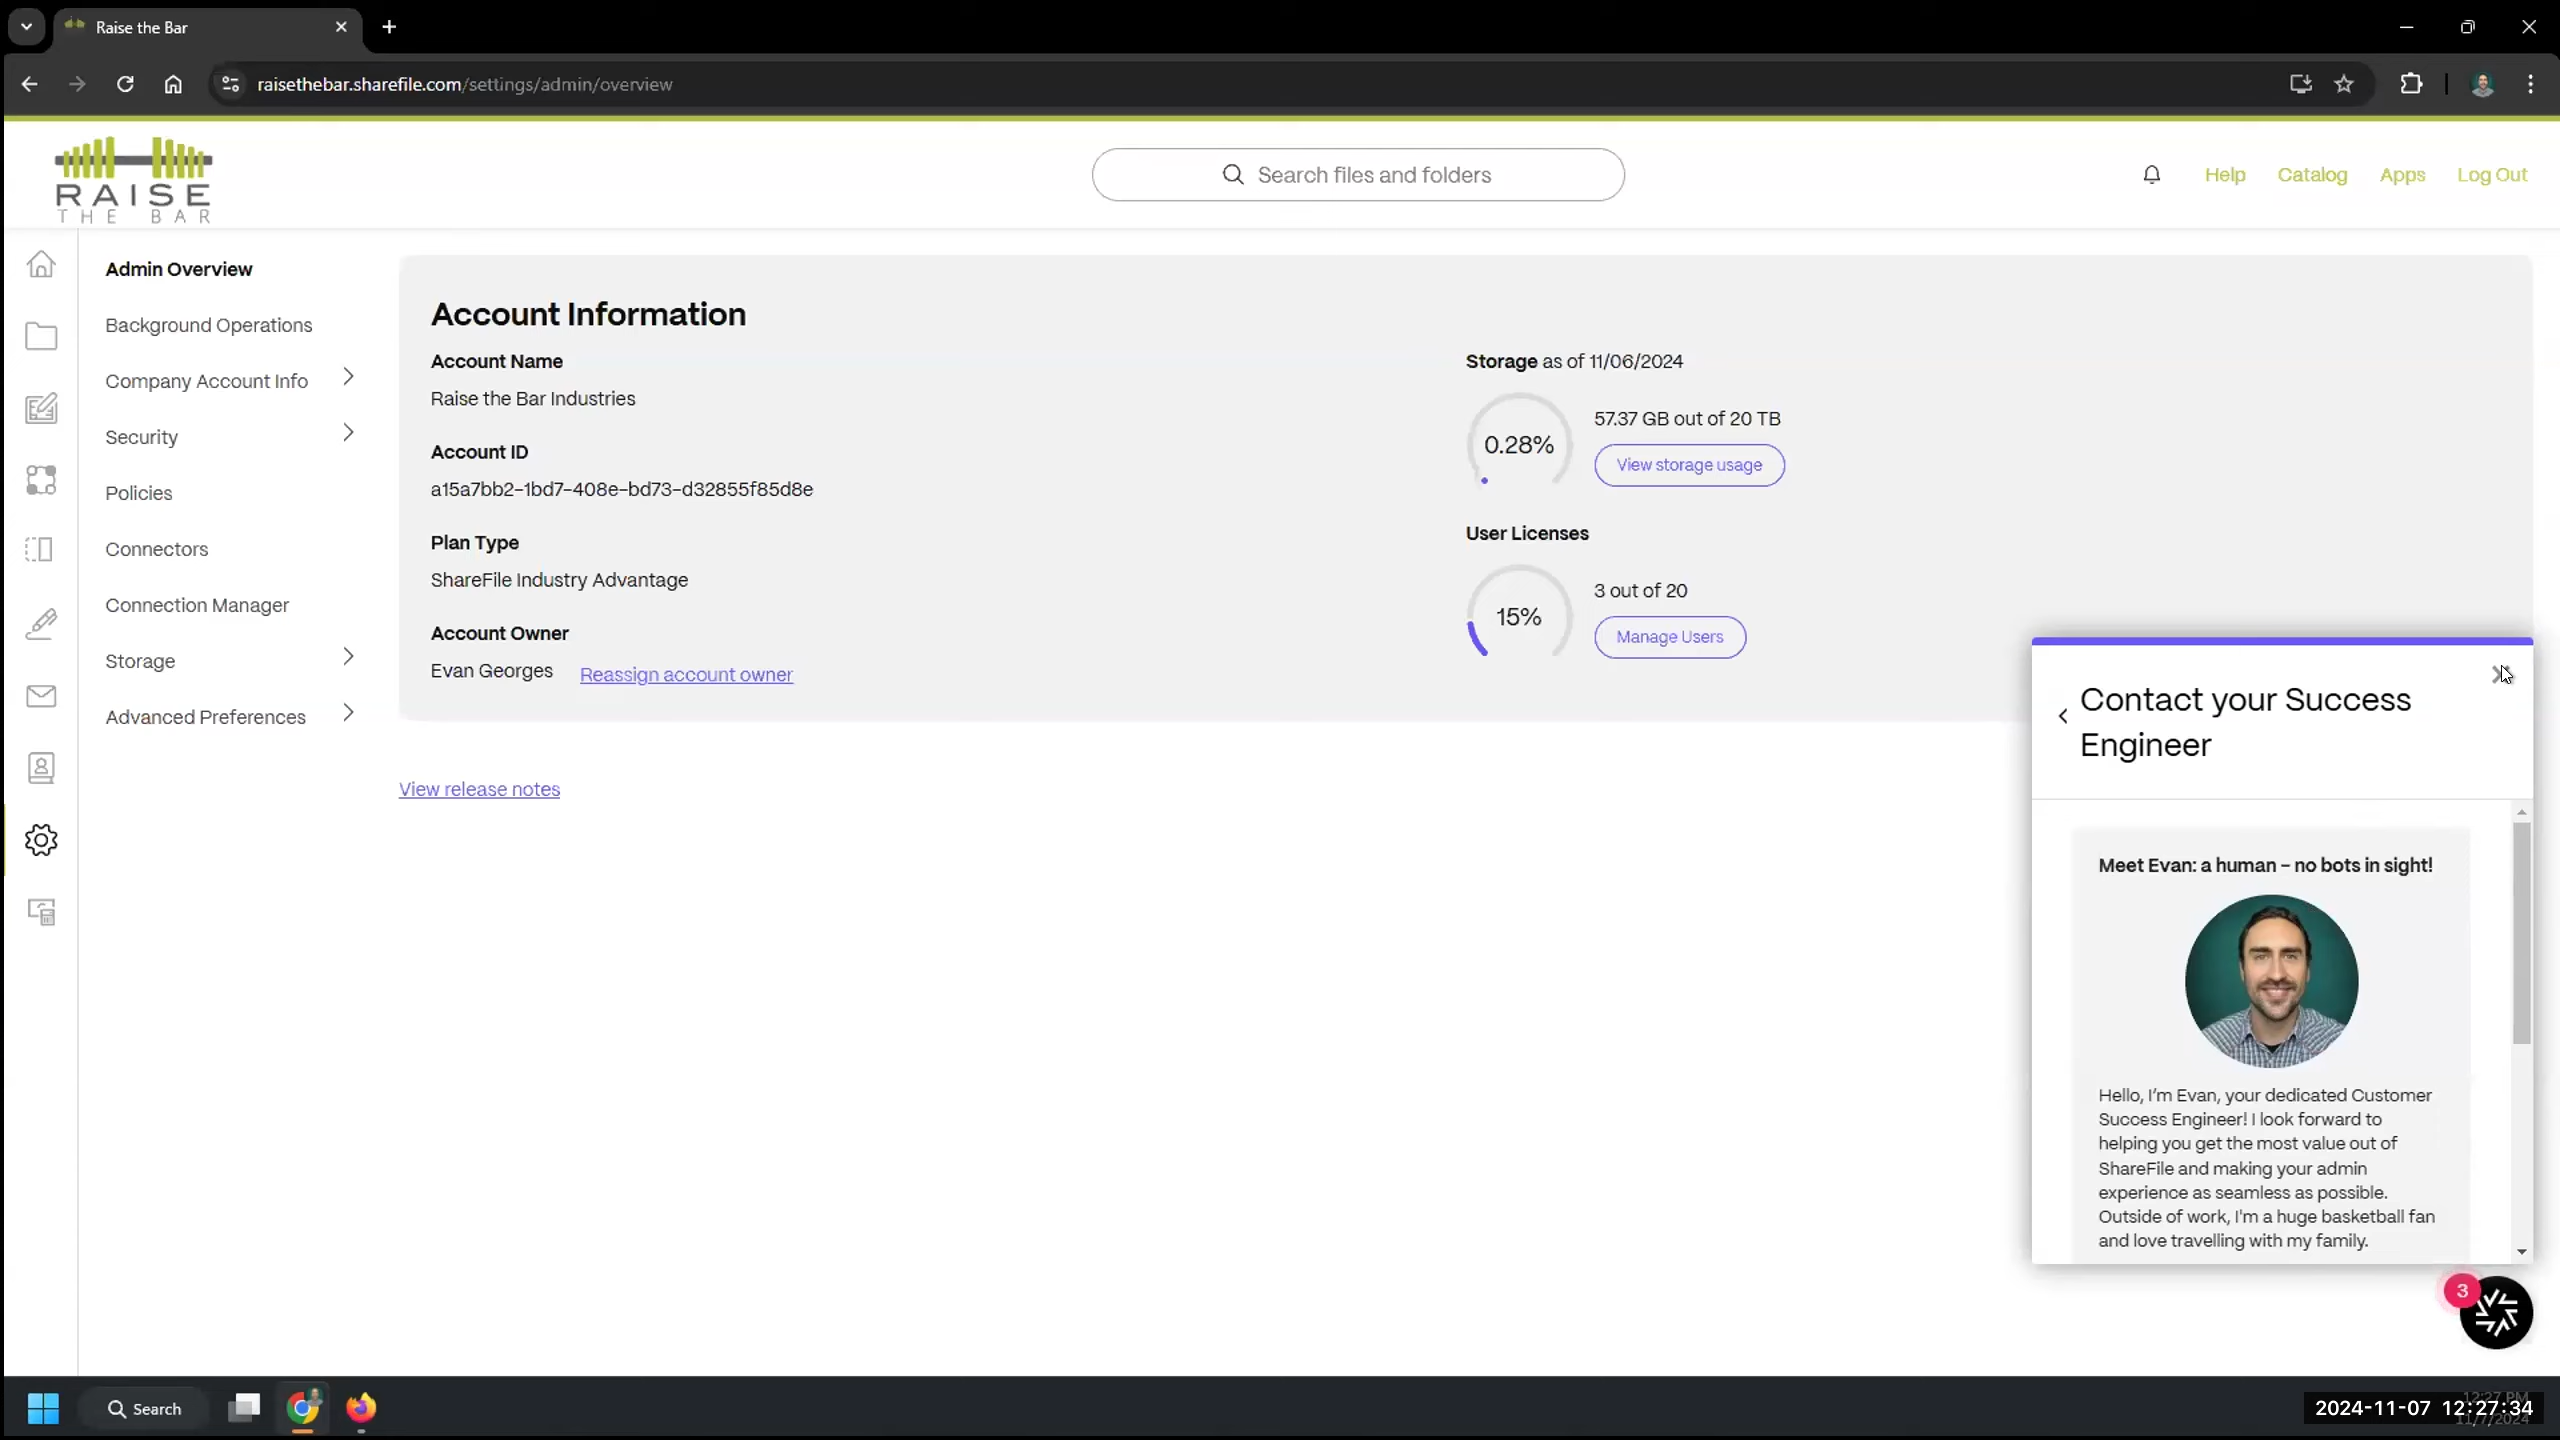 Raise the Bar
raisethebar.sharefile.com/settings/admin/overview
RAISE
THE BAR
Search files and folders
Help
Catalog
Apps
Log Out
Admin Overview
Background Operations
Company Account Info
Security
Policies
Connectors
Connection Manager
Storage
Advanced Preferences
Account Information
Account Name
Raise the Bar Industries
Account ID
a15a7bb2-1bd7-408e-bd73-d32855f85d8e
Plan Type
ShareFile Industry Advantage
Account Owner
Evan Georges
Reassign account owner
Storage as of 11/06/2024
0.28%
57.37 GB out of 20 TB
View storage usage
User Licenses
15%
3 out of 20
Manage Users
View release notes
Contact your Success
Engineer
Meet Evan: a human – no bots in sight!
Hello, I'm Evan, your dedicated Customer
Success Engineer! I look forward to
helping you get the most value out of
ShareFile and making your admin
experience as seamless as possible.
Outside of work, I'm a huge basketball fan
and love travelling with my family.
3
Search
12:27 PM
2024-11-07 12:27:34
11/7/2024